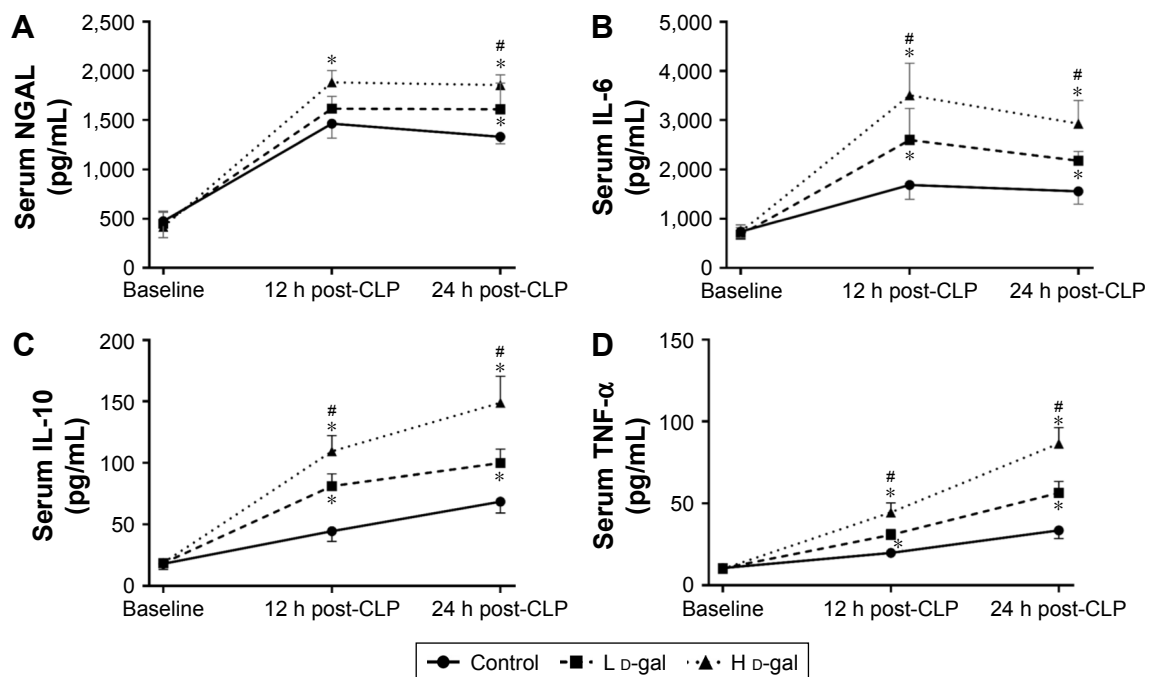 A
Serum NGAL
(pg/mL)
2,500
2,000
1,500
1,000
500
0
*
#
*
*
Baseline
12 h post-CLP
24 h post-CLP
B
Serum IL-6
(pg/mL)
5,000
4,000
3,000
2,000
1,000
0
#
*
*
#
*
*
Baseline
12 h post-CLP
24 h post-CLP
C
Serum IL-10
(pg/mL)
200
150
100
50
0
#
*
*
#
*
*
Baseline
12 h post-CLP
24 h post-CLP
D
Serum TNF-α
(pg/mL)
150
100
50
0
#
*
*
#
*
*
Baseline
12 h post-CLP
24 h post-CLP
Control
L D-gal
H D-gal